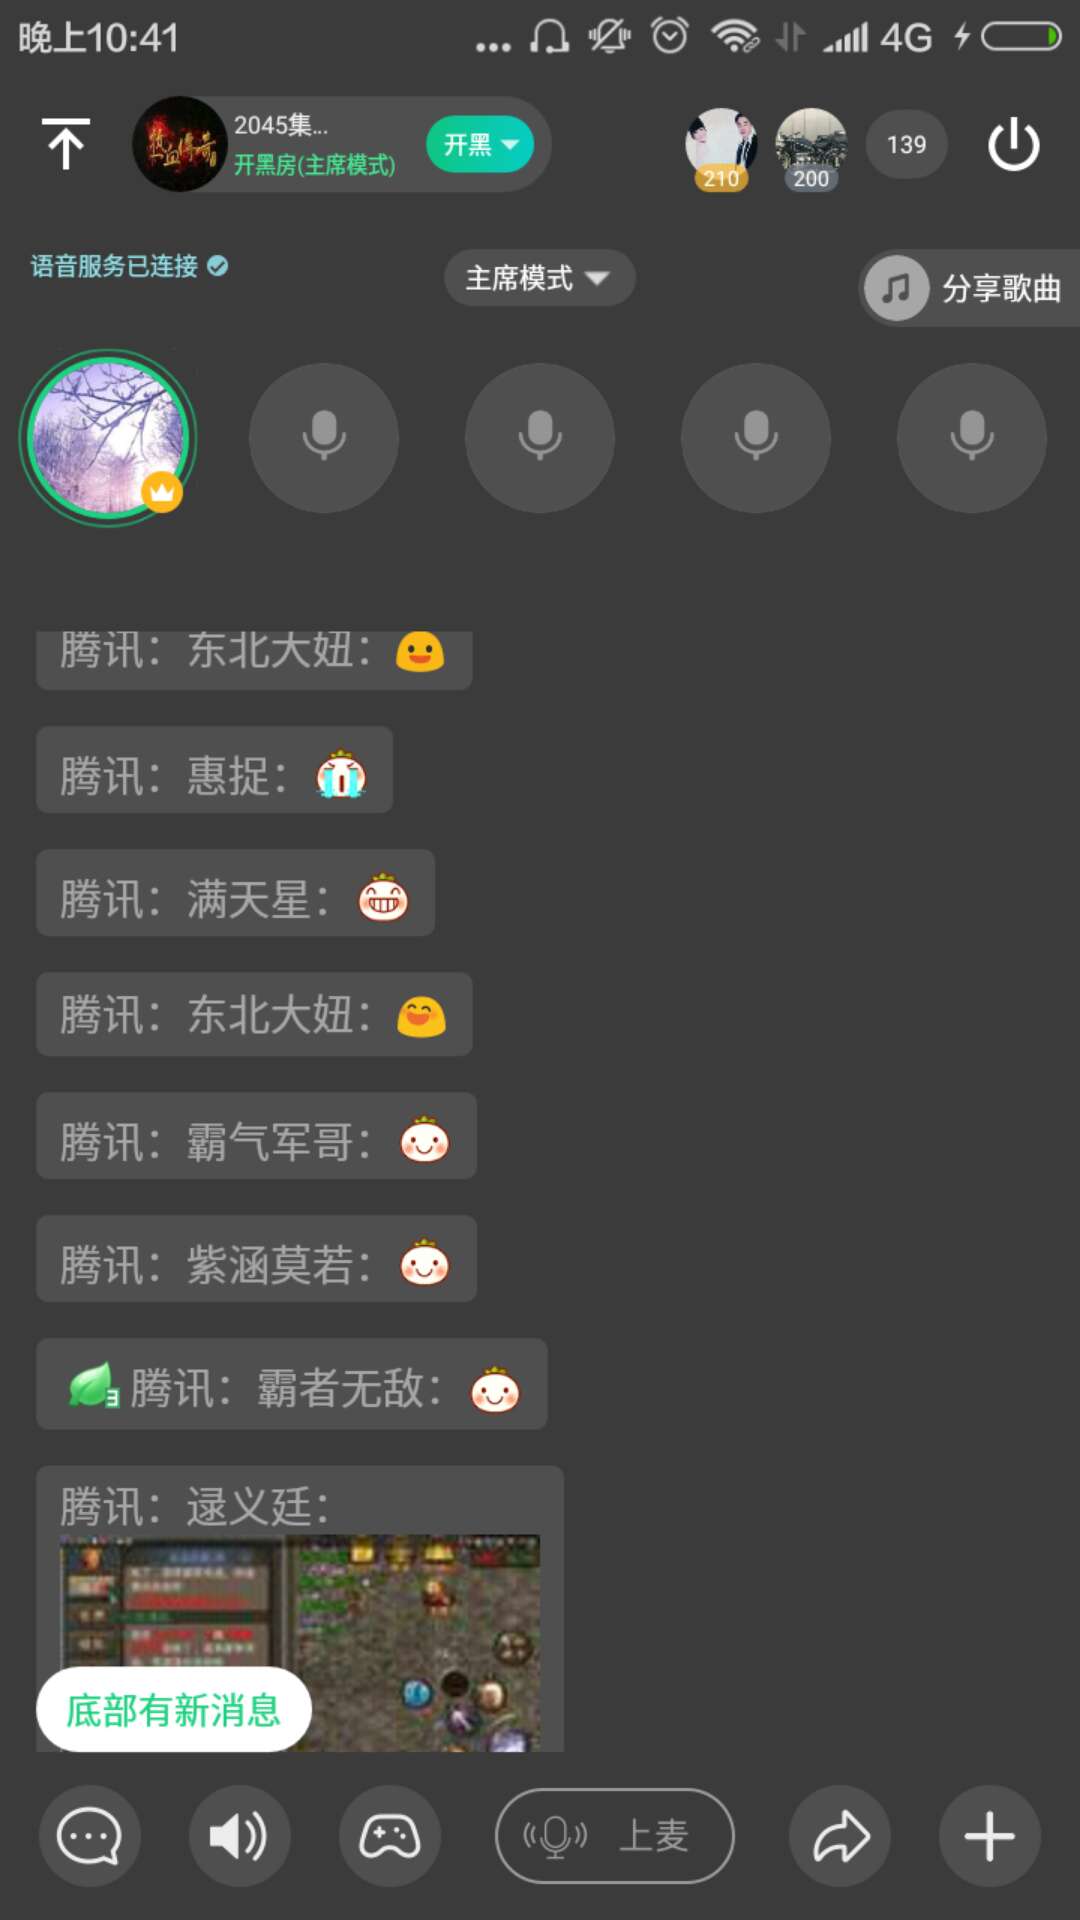 晚上10:41
4G
热血传奇
2045集...
开黑房(主席模式)
开黑
210
200
139
语音服务已连接
主席模式
分享歌曲
腾讯：东北大妞：
腾讯：惠捉：
腾讯：满天星：
腾讯：东北大妞：
腾讯：霸气军哥：
腾讯：紫涵莫若：
3 腾讯：霸者无敌：
腾讯：逯义廷：
底部有新消息
上麦